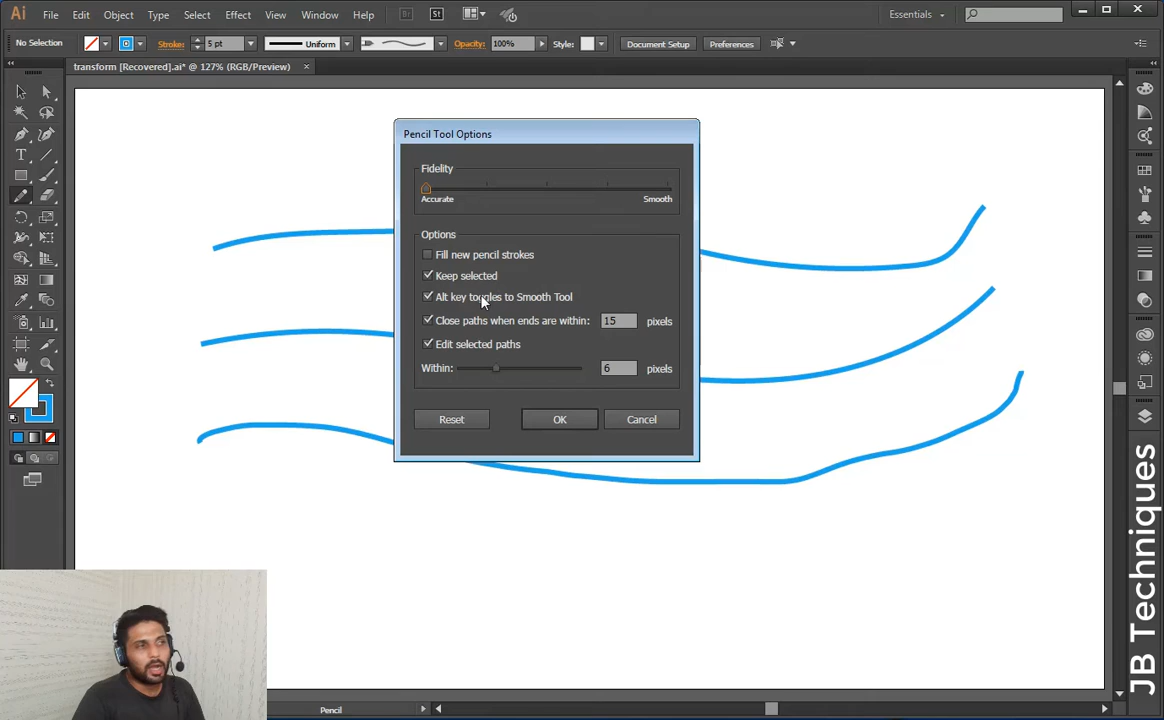 Ai File Edit Object Type Select Effect View Window Help Br St Essentials
No Selection Stroke: 5 pt Uniform Opacity: 100% Style: Document Setup Preferences
transform [Recovered].ai* @ 127% (RGB/Preview) ×
Pencil Tool Options
Fidelity
Accurate Smooth
Options
Fill new pencil strokes
Keep selected
Alt key toggles to Smooth Tool
Close paths when ends are within: 15 pixels
Edit selected paths
Within: 6 pixels
Reset OK Cancel
JB Techniques
Pencil